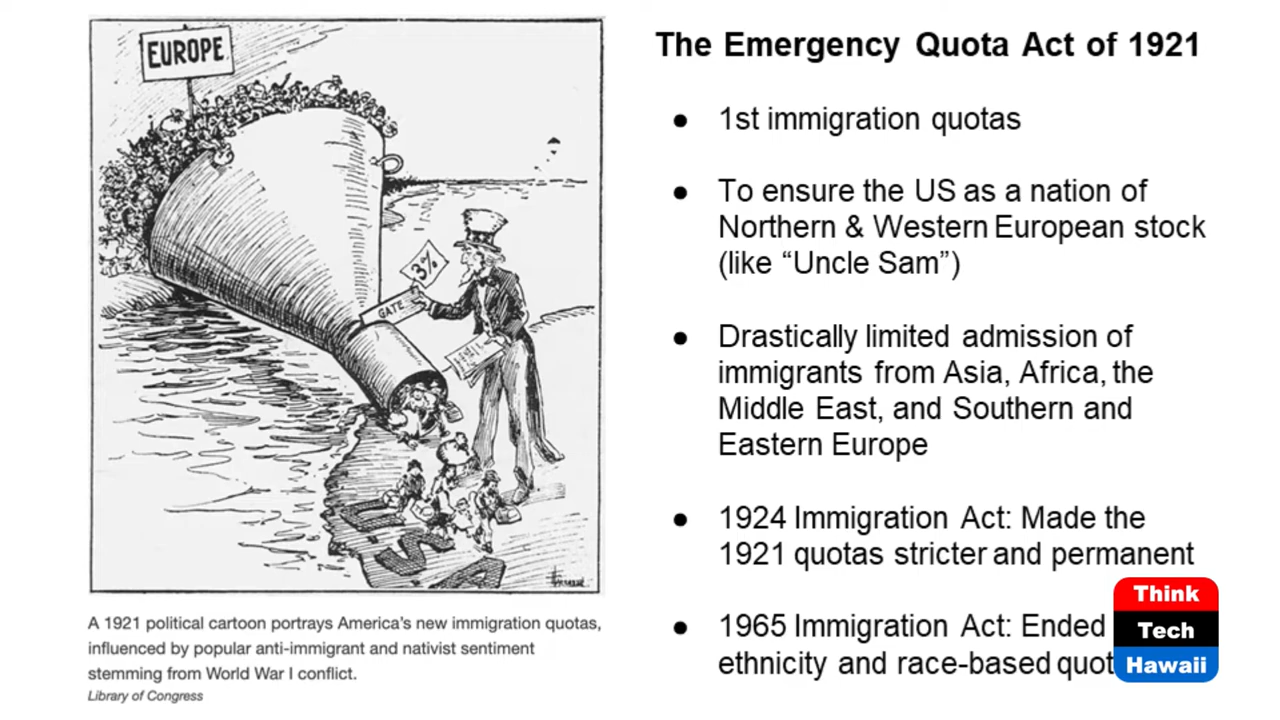 EUROPE
3%
GATE
U.S.A
A 1921 political cartoon portrays America's new immigration quotas,
influenced by popular anti-immigrant and nativist sentiment
stemming from World War I conflict.
Library of Congress
The Emergency Quota Act of 1921
● 1st immigration quotas
● To ensure the US as a nation of
Northern & Western European stock
(like “Uncle Sam”)
● Drastically limited admission of
immigrants from Asia, Africa, the
Middle East, and Southern and
Eastern Europe
● 1924 Immigration Act: Made the
1921 quotas stricter and permanent
● 1965 Immigration Act: Ended
ethnicity and race-based quot
Think
Tech
Hawaii